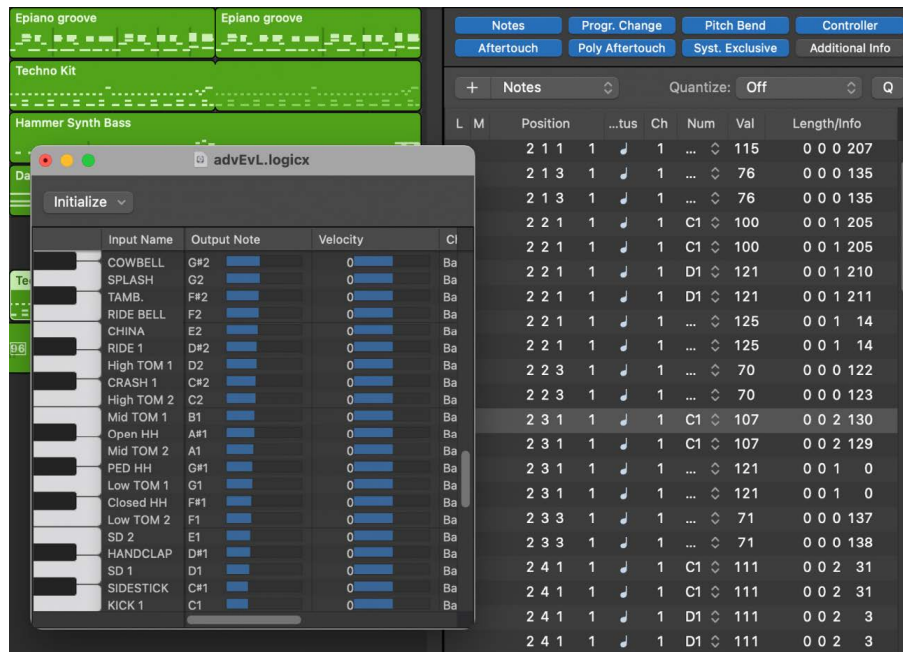 Epiano groove Epiano groove
Techno Kit
Hammer Synth Bass
Da
Te
96
advEvL.logicx
Initialize
Input Name Output Note Velocity Cl
COWBELL G#2 0 Ba
SPLASH G2 0 Ba
TAMB. F#2 0 Ba
RIDE BELL F2 0 Ba
CHINA E2 0 Ba
RIDE 1 D#2 0 Ba
High TOM 1 D2 0 Ba
CRASH 1 C#2 0 Ba
High TOM 2 C2 0 Ba
Mid TOM 1 B1 0 Ba
Open HH A#1 0 Ba
Mid TOM 2 A1 0 Ba
PED HH G#1 0 Ba
Low TOM 1 G1 0 Ba
Closed HH F#1 0 Ba
Low TOM 2 F1 0 Ba
SD 2 E1 0 Ba
HANDCLAP D#1 0 Ba
SD 1 D1 0 Ba
SIDESTICK C#1 0 Ba
KICK 1 C1 0 Ba
Notes Progr. Change Pitch Bend Controller
Aftertouch Poly Aftertouch Syst. Exclusive Additional Info
+ Notes Quantize: Off Q
L M Position ...tus Ch Num Val Length/Info
2 1 1 1 1 ... 115 0 0 0 207
2 1 3 1 1 ... 76 0 0 0 135
2 1 3 1 1 ... 76 0 0 0 135
2 2 1 1 1 C1 100 0 0 1 205
2 2 1 1 1 C1 100 0 0 1 205
2 2 1 1 1 D1 121 0 0 1 210
2 2 1 1 1 D1 121 0 0 1 211
2 2 1 1 1 ... 125 0 0 1 14
2 2 1 1 1 ... 125 0 0 1 14
2 2 3 1 1 ... 70 0 0 0 122
2 2 3 1 1 ... 70 0 0 0 123
2 3 1 1 1 C1 107 0 0 2 130
2 3 1 1 1 C1 107 0 0 2 129
2 3 1 1 1 ... 121 0 0 1 0
2 3 1 1 1 ... 121 0 0 1 0
2 3 3 1 1 ... 71 0 0 0 137
2 3 3 1 1 ... 71 0 0 0 138
2 4 1 1 1 C1 111 0 0 2 31
2 4 1 1 1 C1 111 0 0 2 31
2 4 1 1 1 D1 111 0 0 2 3
2 4 1 1 1 D1 111 0 0 2 3